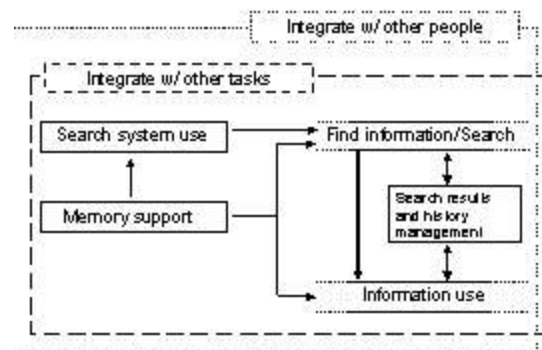 Integrate w/ other people
Integrate w/ other tasks
Search system use
Find information/Search
Memory support
Search results
and history
management
Information use